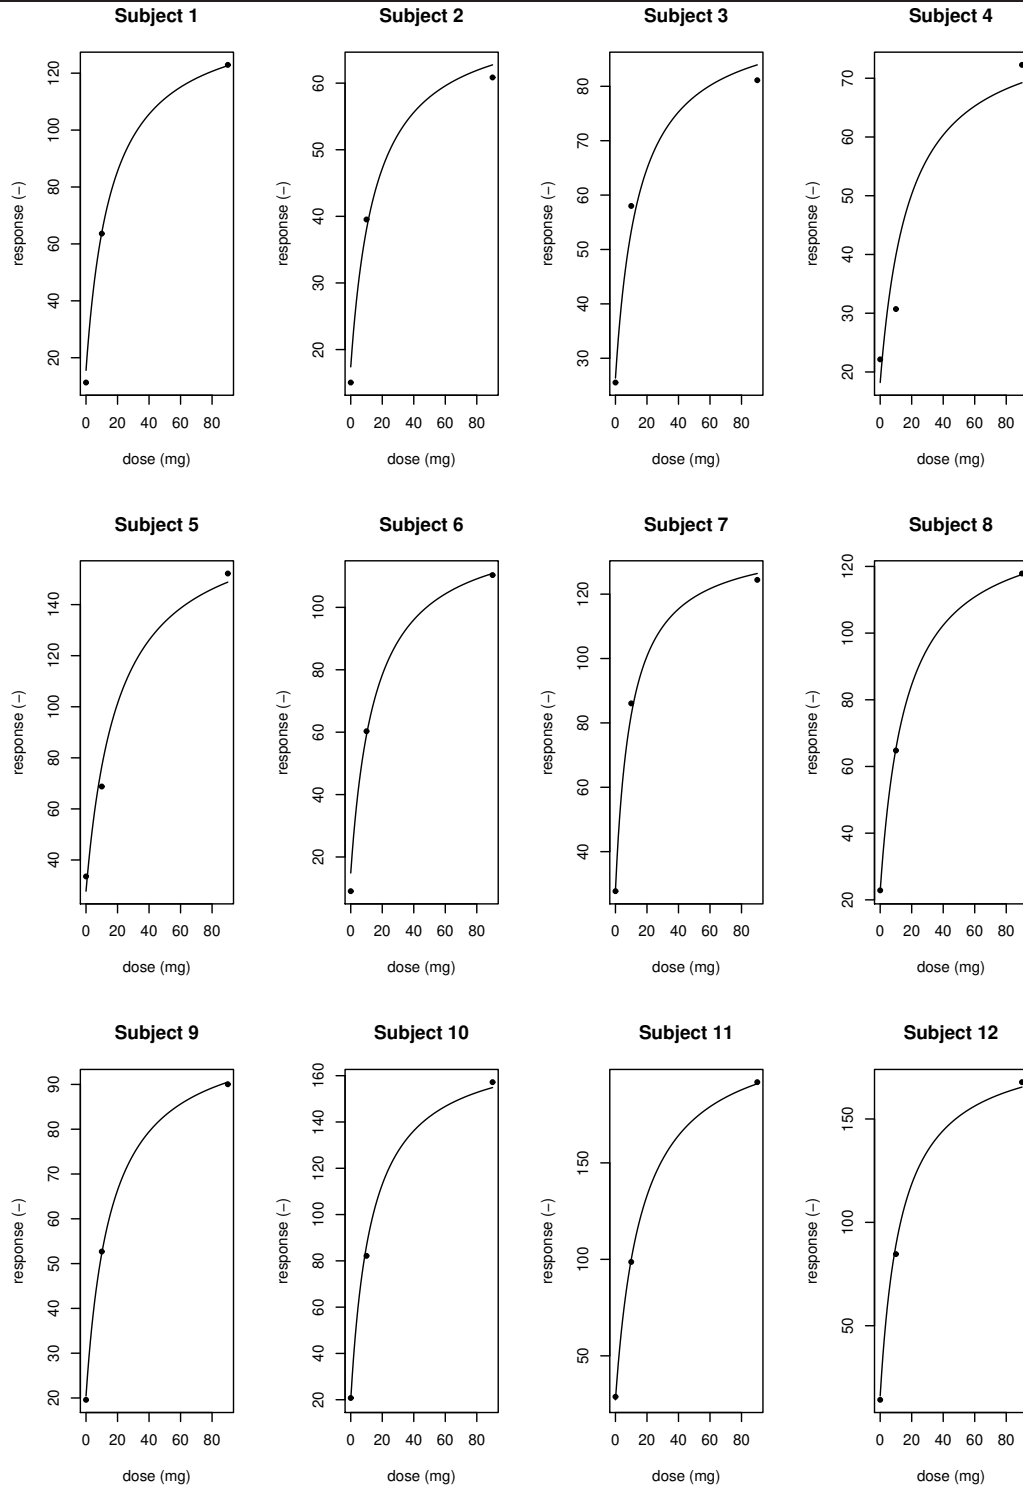 Subject 1
response (−)
20 40 60 80 100 120
0 20 40 60 80
dose (mg)
Subject 2
response (−)
20 30 40 50 60
0 20 40 60 80
dose (mg)
Subject 3
response (−)
30 40 50 60 70 80
0 20 40 60 80
dose (mg)
Subject 4
response (−)
20 30 40 50 60 70
0 20 40 60 80
dose (mg)
Subject 5
response (−)
40 60 80 100 120 140
0 20 40 60 80
dose (mg)
Subject 6
response (−)
20 40 60 80 100
0 20 40 60 80
dose (mg)
Subject 7
response (−)
40 60 80 100 120
0 20 40 60 80
dose (mg)
Subject 8
response (−)
20 40 60 80 100 120
0 20 40 60 80
dose (mg)
Subject 9
response (−)
20 30 40 50 60 70 80 90
0 20 40 60 80
dose (mg)
Subject 10
response (−)
20 40 60 80 100 120 140 160
0 20 40 60 80
dose (mg)
Subject 11
response (−)
50 100 150
0 20 40 60 80
dose (mg)
Subject 12
response (−)
50 100 150
0 20 40 60 80
dose (mg)